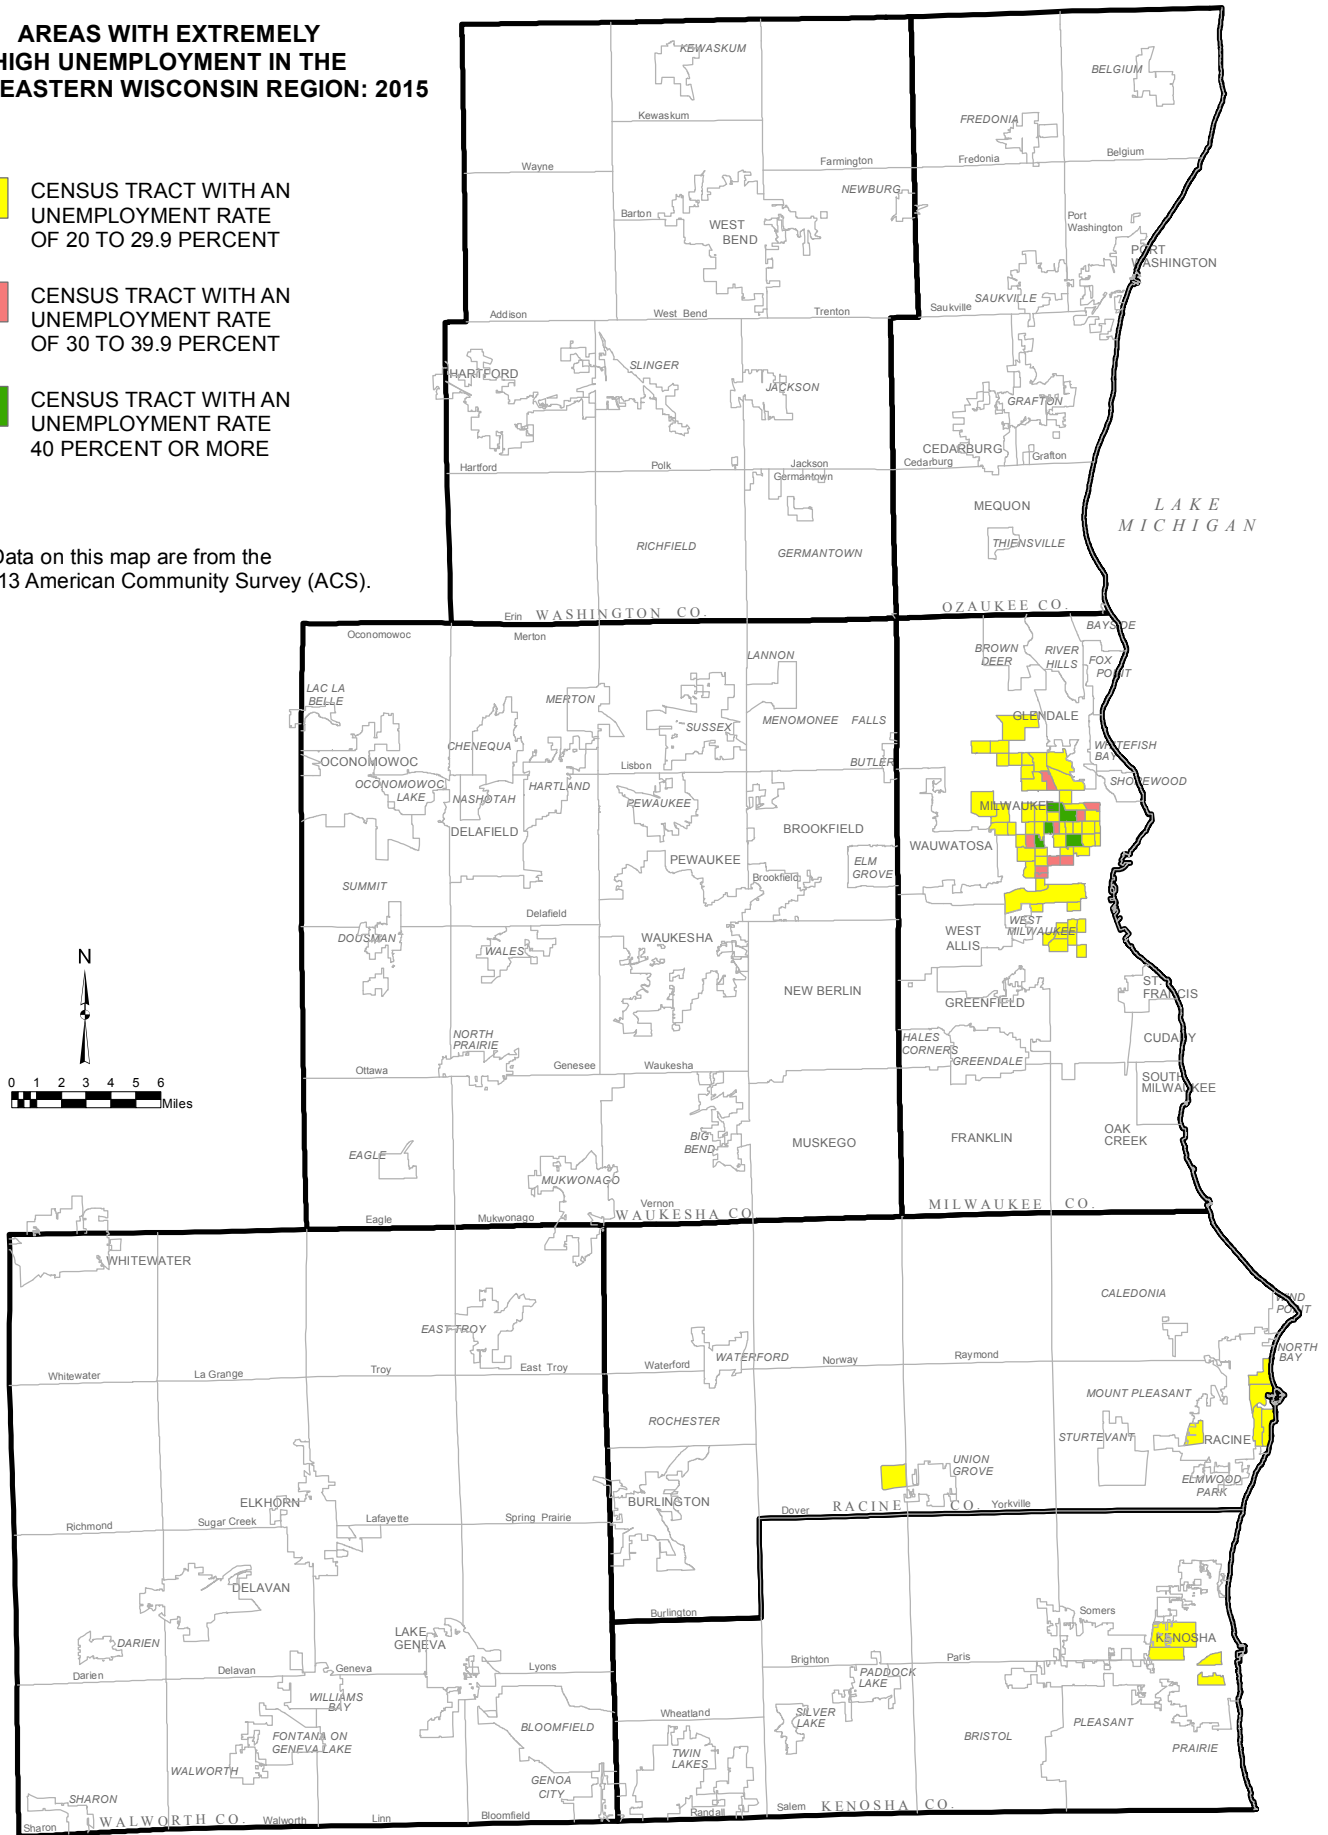 AREAS WITH EXTREMELY
HIGH UNEMPLOYMENT IN THE
EASTERN WISCONSIN REGION: 2015
CENSUS TRACT WITH AN
UNEMPLOYMENT RATE
OF 20 TO 29.9 PERCENT
CENSUS TRACT WITH AN
UNEMPLOYMENT RATE
OF 30 TO 39.9 PERCENT
CENSUS TRACT WITH AN
UNEMPLOYMENT RATE
40 PERCENT OR MORE
Data on this map are from the
13 American Community Survey (ACS).
KEWASKUM
Kewaskum
Wayne
Farmington
NEWBURG
Barton
WEST
BEND
Addison
West Bend
Trenton
HARTFORD
SLINGER
JACKSON
Hartford
Polk
Jackson
Germantown
RICHFIELD
GERMANTOWN
Erin
WASHINGTON CO.
BELGIUM
FREDONIA
Fredonia
Belgium
Port
Washington
PORT
WASHINGTON
SAUKVILLE
Saukville
GRAFTON
CEDARBURG
Cedarburg
Grafton
MEQUON
THIENSVILLE
OZAUKEE CO.
LAKE
MICHIGAN
Oconomowoc
Merton
LANNON
LAC LA
BELLE
MERTON
MENOMONEE FALLS
SUSSEX
CHENEQUA
OCONOMOWOC
Lisbon
BUTLER
OCONOMOWOC
LAKE
NASHOTAH
HARTLAND
PEWAUKEE
DELAFIELD
BROOKFIELD
PEWAUKEE
ELM
GROVE
Brookfield
SUMMIT
Delafield
DOUSMAN
WALES
WAUKESHA
NEW BERLIN
NORTH
PRAIRIE
Ottawa
Genesee
Waukesha
BIG
BEND
MUSKEGO
EAGLE
MUKWONAGO
Vernon
Eagle
Mukwonago
WAUKESHA CO
BAYSIDE
BROWN
DEER
RIVER
HILLS
FOX
POINT
GLENDALE
WHITEFISH
BAY
SHOREWOOD
MILWAUKEE
WAUWATOSA
WEST
MILWAUKEE
WEST
ALLIS
ST.
FRANCIS
GREENFIELD
HALES
CORNERS
GREENDALE
CUDAHY
SOUTH
MILWAUKEE
FRANKLIN
OAK
CREEK
MILWAUKEE CO.
N
0 1 2 3 4 5 6
Miles
WHITEWATER
EAST TROY
Whitewater
La Grange
Troy
East Troy
ELKHORN
Richmond
Sugar Creek
Lafayette
Spring Prairie
DELAVAN
DARIEN
LAKE
GENEVA
Darien
Delavan
Geneva
Lyons
WILLIAMS
BAY
FONTANA ON
GENEVA LAKE
BLOOMFIELD
WALWORTH
GENOA
CITY
SHARON
Sharon
WALWORTH CO.
Walworth
Linn
Bloomfield
CALEDONIA
WIND
POINT
NORTH
BAY
WATERFORD
Waterford
Norway
Raymond
MOUNT PLEASANT
ROCHESTER
STURTEVANT
RACINE
UNION
GROVE
ELMWOOD
PARK
BURLINGTON
Dover
RACINE CO.
Yorkville
Burlington
Somers
KENOSHA
Brighton
Paris
PADDOCK
LAKE
SILVER
LAKE
Wheatland
PLEASANT
PRAIRIE
BRISTOL
TWIN
LAKES
Randall
Salem
KENOSHA CO.